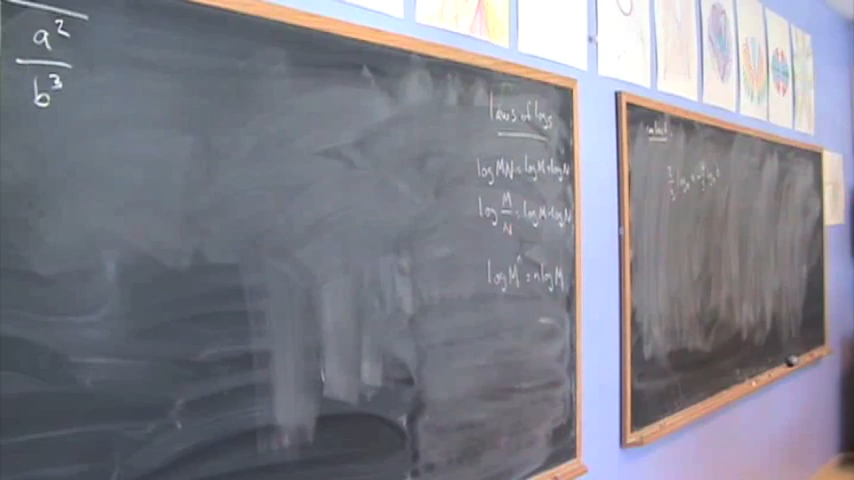 a²
b³
laws of logs
log MN = log M + log N
log M/N = log M - log N
log Mⁿ = n log M